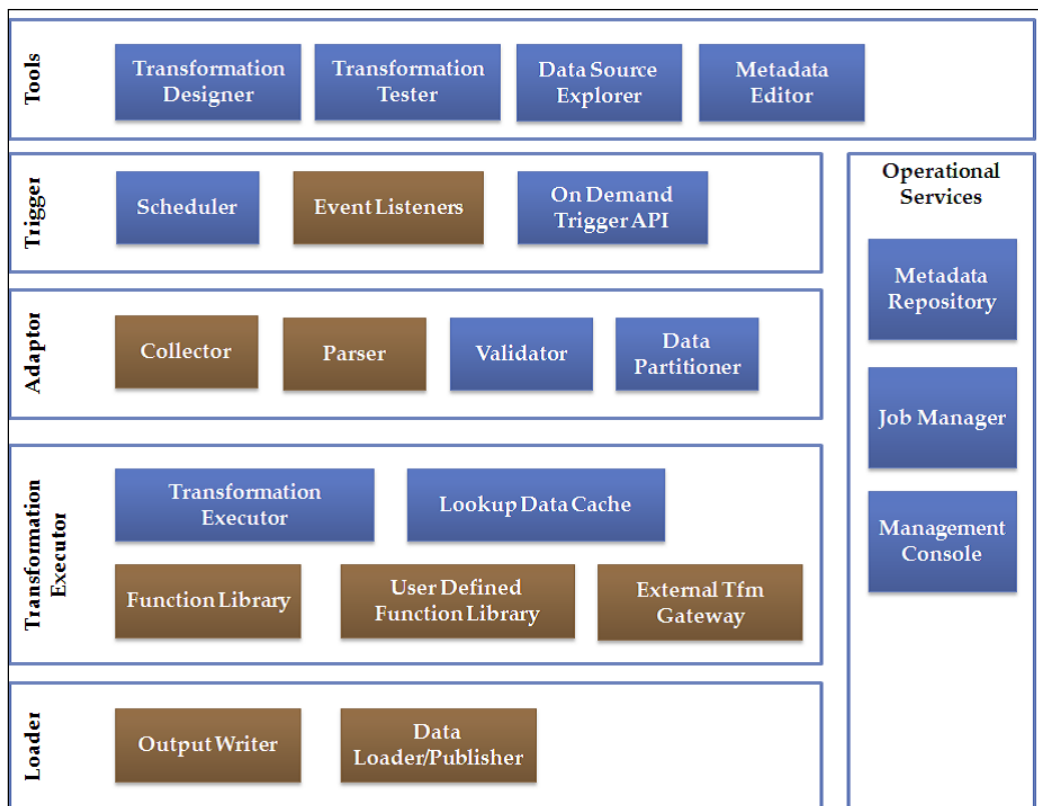 Tools
Transformation
Designer
Transformation
Tester
Data Source
Explorer
Metadata
Editor
Trigger
Scheduler
Event Listeners
On Demand
Trigger API
Adaptor
Collector
Parser
Validator
Data
Partitioner
Transformation
Executor
Transformation
Executor
Lookup Data Cache
Function Library
User Defined
Function Library
External Tfm
Gateway
Loader
Output Writer
Data
Loader/Publisher
Operational
Services
Metadata
Repository
Job Manager
Management
Console